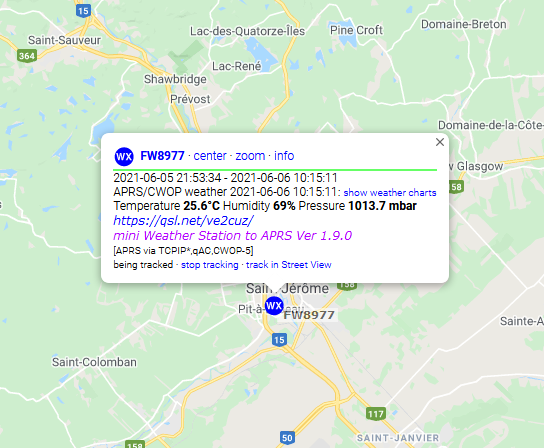 15
Domaine-Breton
Lac-des-Quatorze-Îles
Pine Croft
Saint-Sauveur
364
Lac-René
Shawbridge
Prévost
Domaine-de-la-Côte-
WX FW8977 · center · zoom · info
w Glasgow
2021-06-05 21:53:34 - 2021-06-06 10:15:11
158
APRS/CWOP weather 2021-06-06 10:15:11: show weather charts
Temperature 25.6°C Humidity 69% Pressure 1013.7 mbar
https://qsl.net/ve2cuz/
mini Weather Station to APRS Ver 1.9.0
[APRS via TCPIP*,qAC,CWOP-5]
being tracked · stop tracking · track in Street View
Saint-Jérôme
158
Pit-à-
WX
FW8977
Sainte-A
15
Saint-Colomban
117
50
SAINT-JANVIER